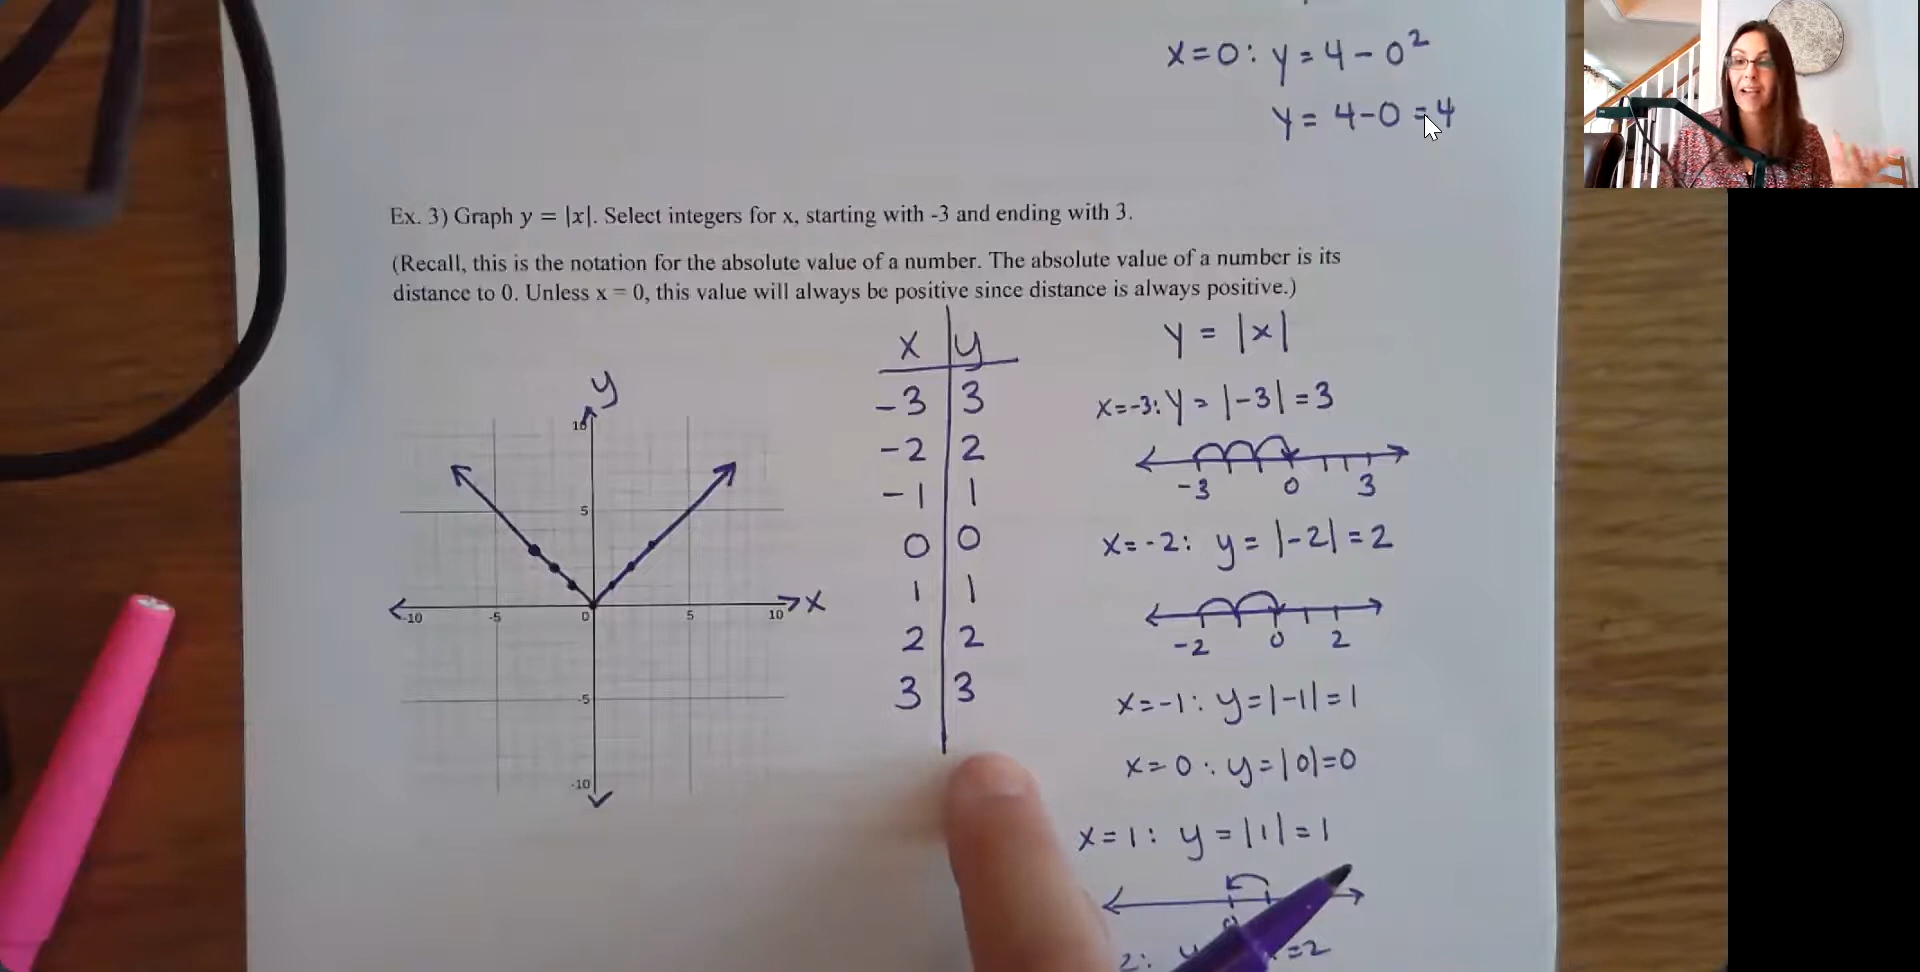 x=0: y=4-0²
y=4-0=4
Ex. 3) Graph y = |x|. Select integers for x, starting with -3 and ending with 3.
(Recall, this is the notation for the absolute value of a number. The absolute value of a number is its
distance to 0. Unless x = 0, this value will always be positive since distance is always positive.)
y
10
5
-10 -5 0 5 10 x
-5
-10
x y
-3 3
-2 2
-1 1
0 0
1 1
2 2
3 3
y = |x|
x=-3: y = |-3| = 3
-3 0 3
x=-2: y = |-2| = 2
-2 0 2
x=-1: y=|-1|=1
x=0: y=|0|=0
x=1: y=|1|=1
2: y =2